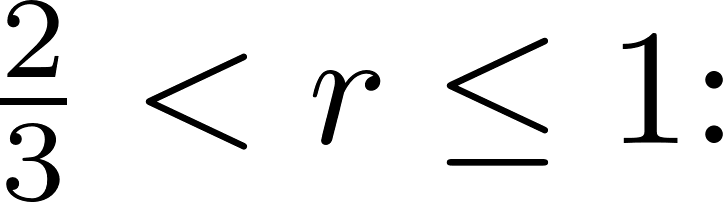 2/3 < r ≤ 1: